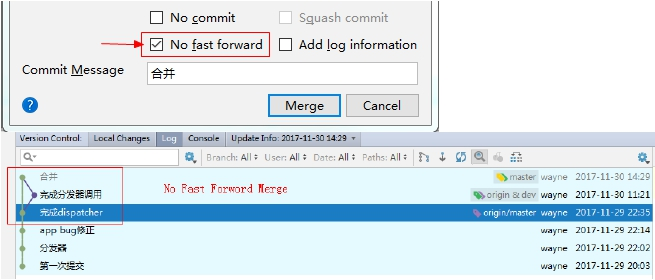 No commit Squash commit
No fast forward Add log information
Commit Message 合并
? Merge Cancel
Version Control: Local Changes Log Console Update Info: 2017-11-30 14:29
Branch: All User: All Date: All Paths: All
合并 master wayne 2017-11-30 14:29
完成分发器调用 No Fast Forward Merge origin & dev wayne 2017-11-30 11:21
完成dispatcher origin/master wayne 2017-11-29 22:35
app bug修正 wayne 2017-11-29 22:14
分发器 wayne 2017-11-29 22:02
第一次提交 wayne 2017-11-29 20:03